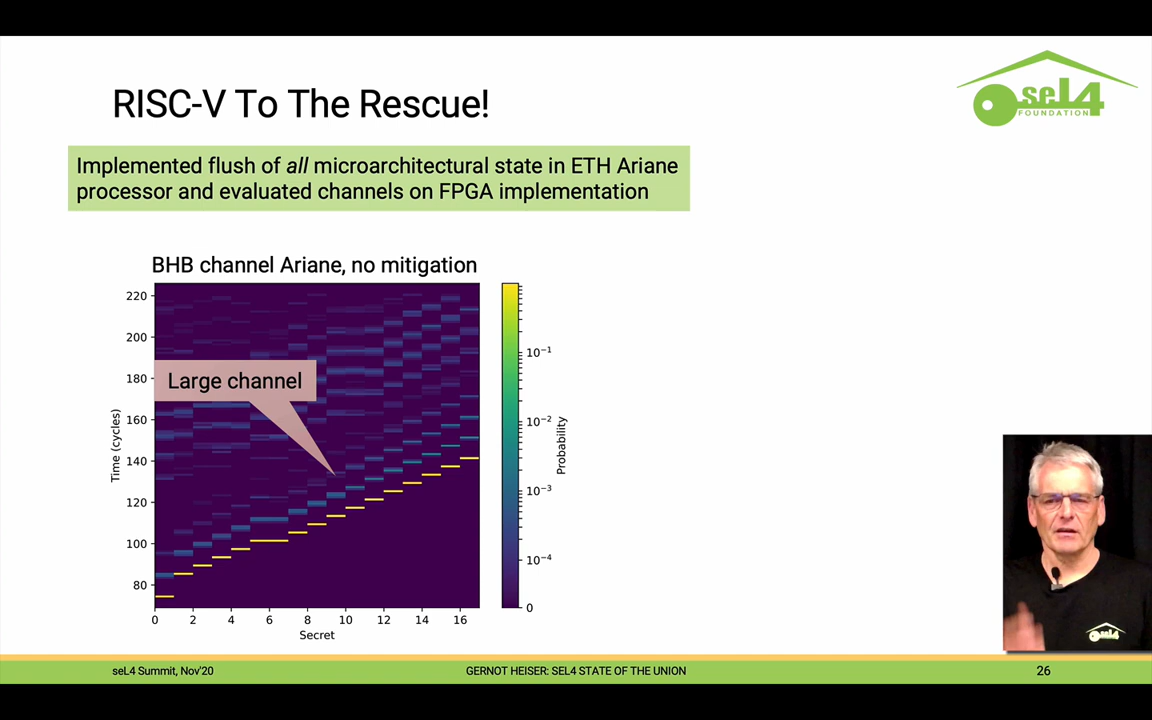 RISC-V To The Rescue!
seL4
FOUNDATION
Implemented flush of all microarchitectural state in ETH Ariane
processor and evaluated channels on FPGA implementation
BHB channel Ariane, no mitigation
220
200
180
160
140
120
100
80
Time (cycles)
Large channel
0 2 4 6 8 10 12 14 16
Secret
10⁻¹
10⁻²
10⁻³
10⁻⁴
0
Probability
seL4
seL4 Summit, Nov'20
GERNOT HEISER: SEL4 STATE OF THE UNION
26